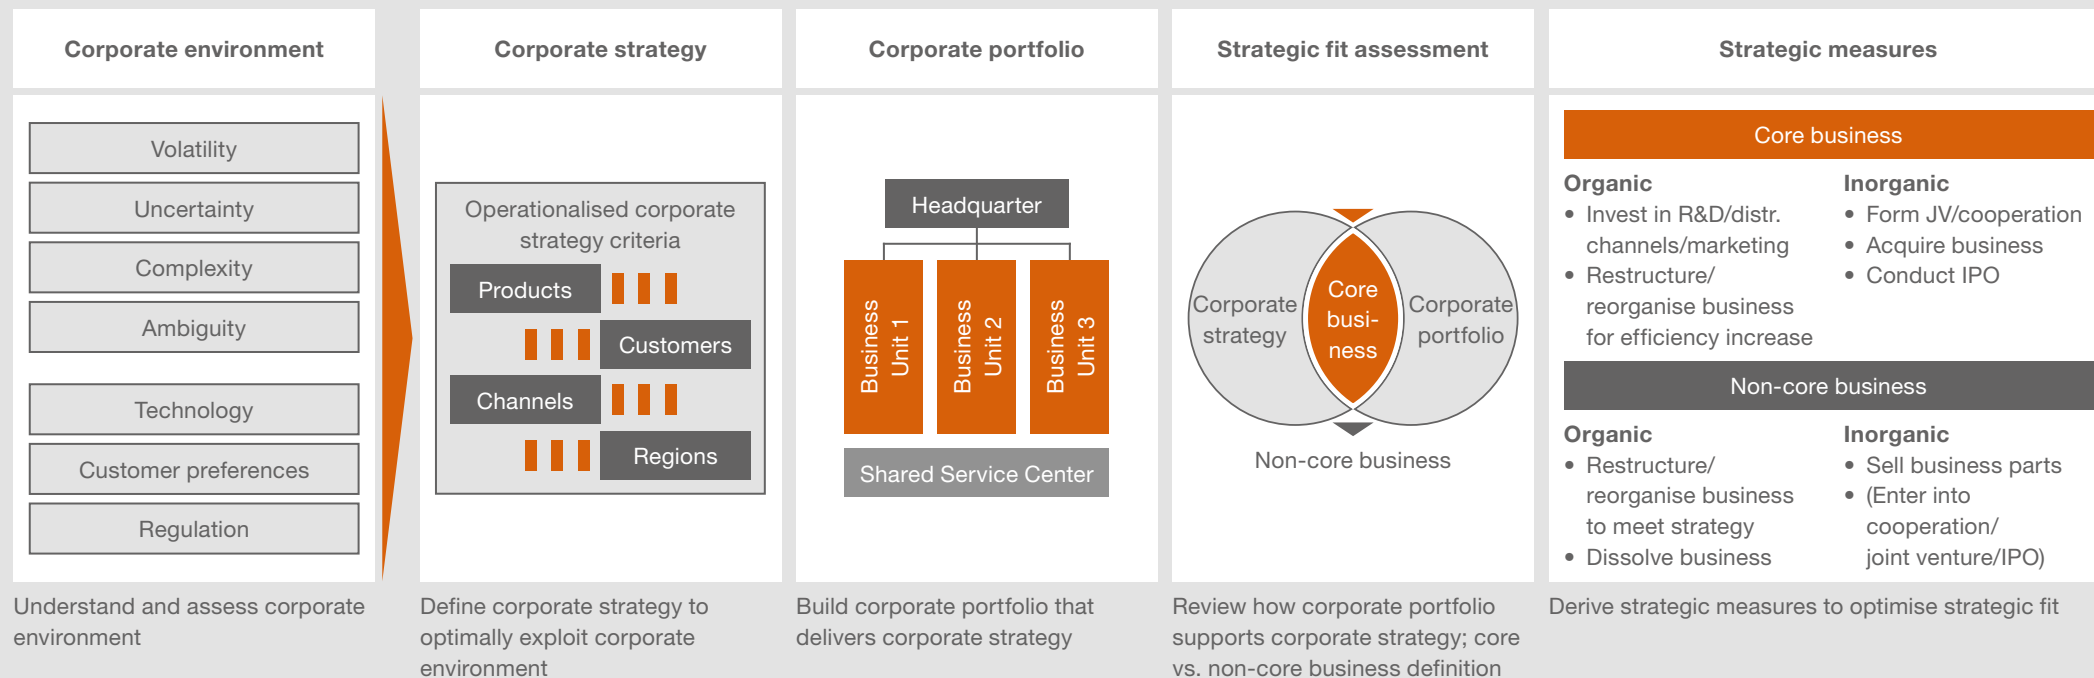 Corporate environment
Volatility
Uncertainty
Complexity
Ambiguity
Technology
Customer preferences
Regulation
Understand and assess corporate
environment
Corporate strategy
Operationalised corporate
strategy criteria
Products
Customers
Channels
Regions
Define corporate strategy to
optimally exploit corporate
environment
Corporate portfolio
Headquarter
Business
Unit 1
Business
Unit 2
Business
Unit 3
Shared Service Center
Build corporate portfolio that
delivers corporate strategy
Strategic fit assessment
Corporate
strategy
Core
busi-
ness
Corporate
portfolio
Non-core business
Review how corporate portfolio
supports corporate strategy; core
vs. non-core business definition
Strategic measures
Core business
Organic
• Invest in R&D/distr.
channels/marketing
• Restructure/
reorganise business
for efficiency increase
Inorganic
• Form JV/cooperation
• Acquire business
• Conduct IPO
Non-core business
Organic
• Restructure/
reorganise business
to meet strategy
• Dissolve business
Inorganic
• Sell business parts
• (Enter into
cooperation/
joint venture/IPO)
Derive strategic measures to optimise strategic fit